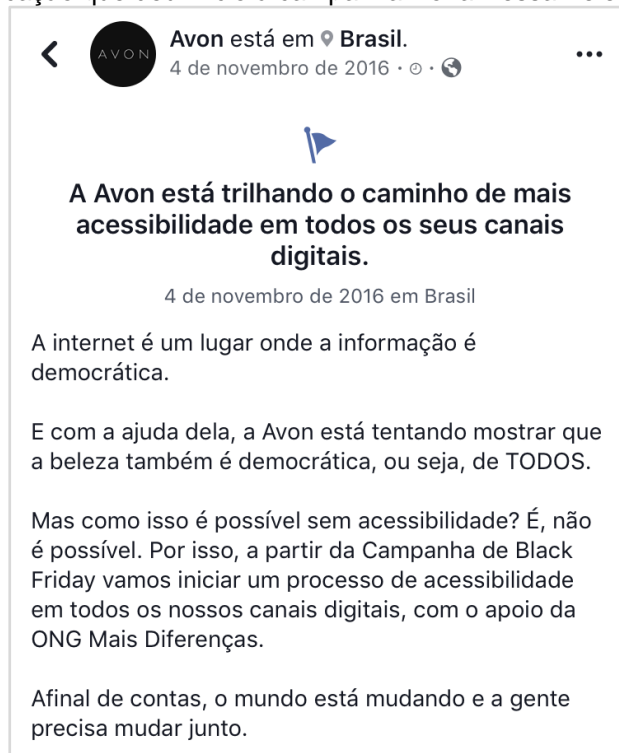 AVON
Avon está em Brasil.
4 de novembro de 2016
A Avon está trilhando o caminho de mais
acessibilidade em todos os seus canais
digitais.
4 de novembro de 2016 em Brasil
A internet é um lugar onde a informação é
democrática.
E com a ajuda dela, a Avon está tentando mostrar que
a beleza também é democrática, ou seja, de TODOS.
Mas como isso é possível sem acessibilidade? É, não
é possível. Por isso, a partir da Campanha de Black
Friday vamos iniciar um processo de acessibilidade
em todos os nossos canais digitais, com o apoio da
ONG Mais Diferenças.
Afinal de contas, o mundo está mudando e a gente
precisa mudar junto.